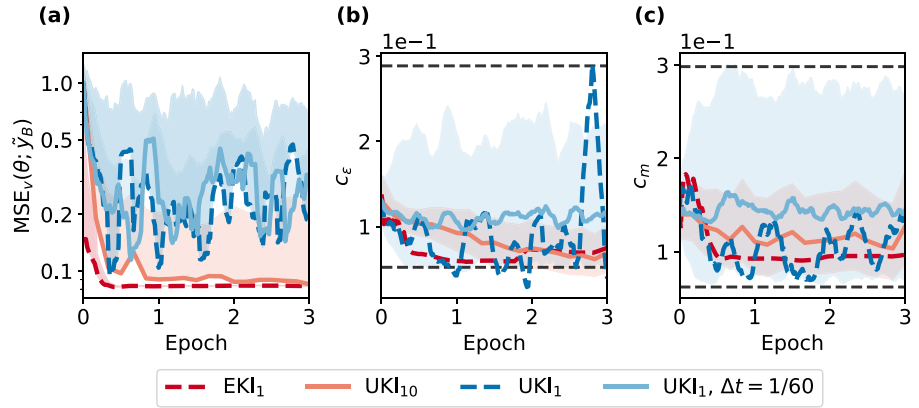 (a)
(b)
(c)
1e−1
1e−1
MSE_ν(θ; ỹ_B)
1.0
0.5
0.2
0.1
0 1 2 3
Epoch
c_ε
3
2
1
0 1 2 3
Epoch
c_m
3
2
1
0 1 2 3
Epoch
EKI₁ UKI₁₀ UKI₁ UKI₁, Δt = 1/60